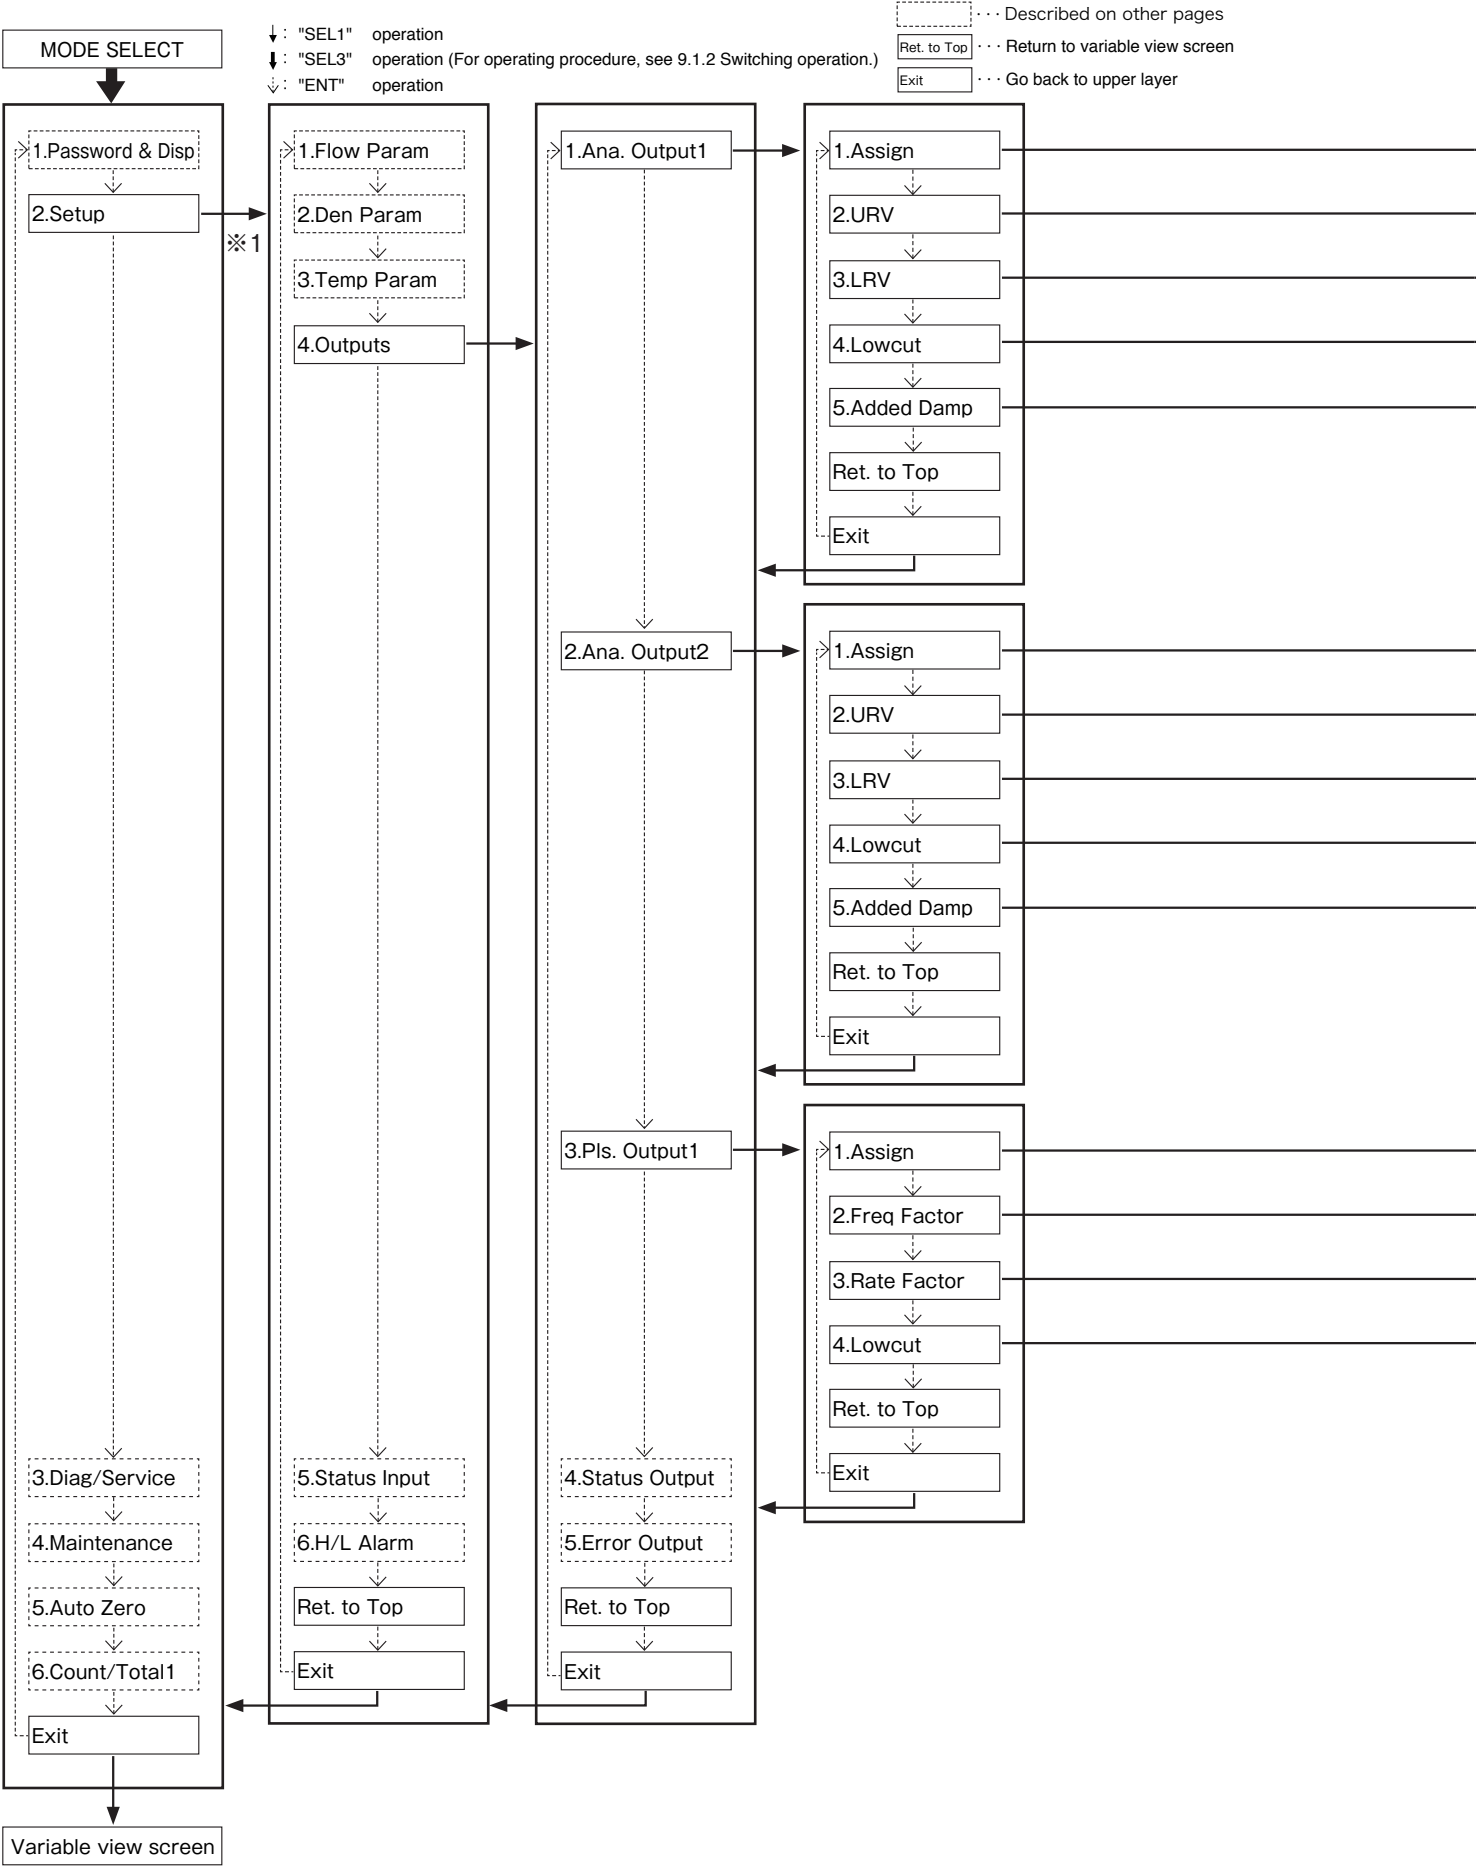 MODE SELECT
: "SEL1" operation
: "SEL3" operation (For operating procedure, see 9.1.2 Switching operation.)
: "ENT" operation
··· Described on other pages
Ret. to Top ··· Return to variable view screen
Exit ··· Go back to upper layer
1.Password & Disp
2.Setup
※1
3.Diag/Service
4.Maintenance
5.Auto Zero
6.Count/Total1
Exit
Variable view screen
1.Flow Param
2.Den Param
3.Temp Param
4.Outputs
5.Status Input
6.H/L Alarm
Ret. to Top
Exit
1.Ana. Output1
2.Ana. Output2
3.Pls. Output1
4.Status Output
5.Error Output
Ret. to Top
Exit
1.Assign
2.URV
3.LRV
4.Lowcut
5.Added Damp
Ret. to Top
Exit
1.Assign
2.URV
3.LRV
4.Lowcut
5.Added Damp
Ret. to Top
Exit
1.Assign
2.Freq Factor
3.Rate Factor
4.Lowcut
Ret. to Top
Exit